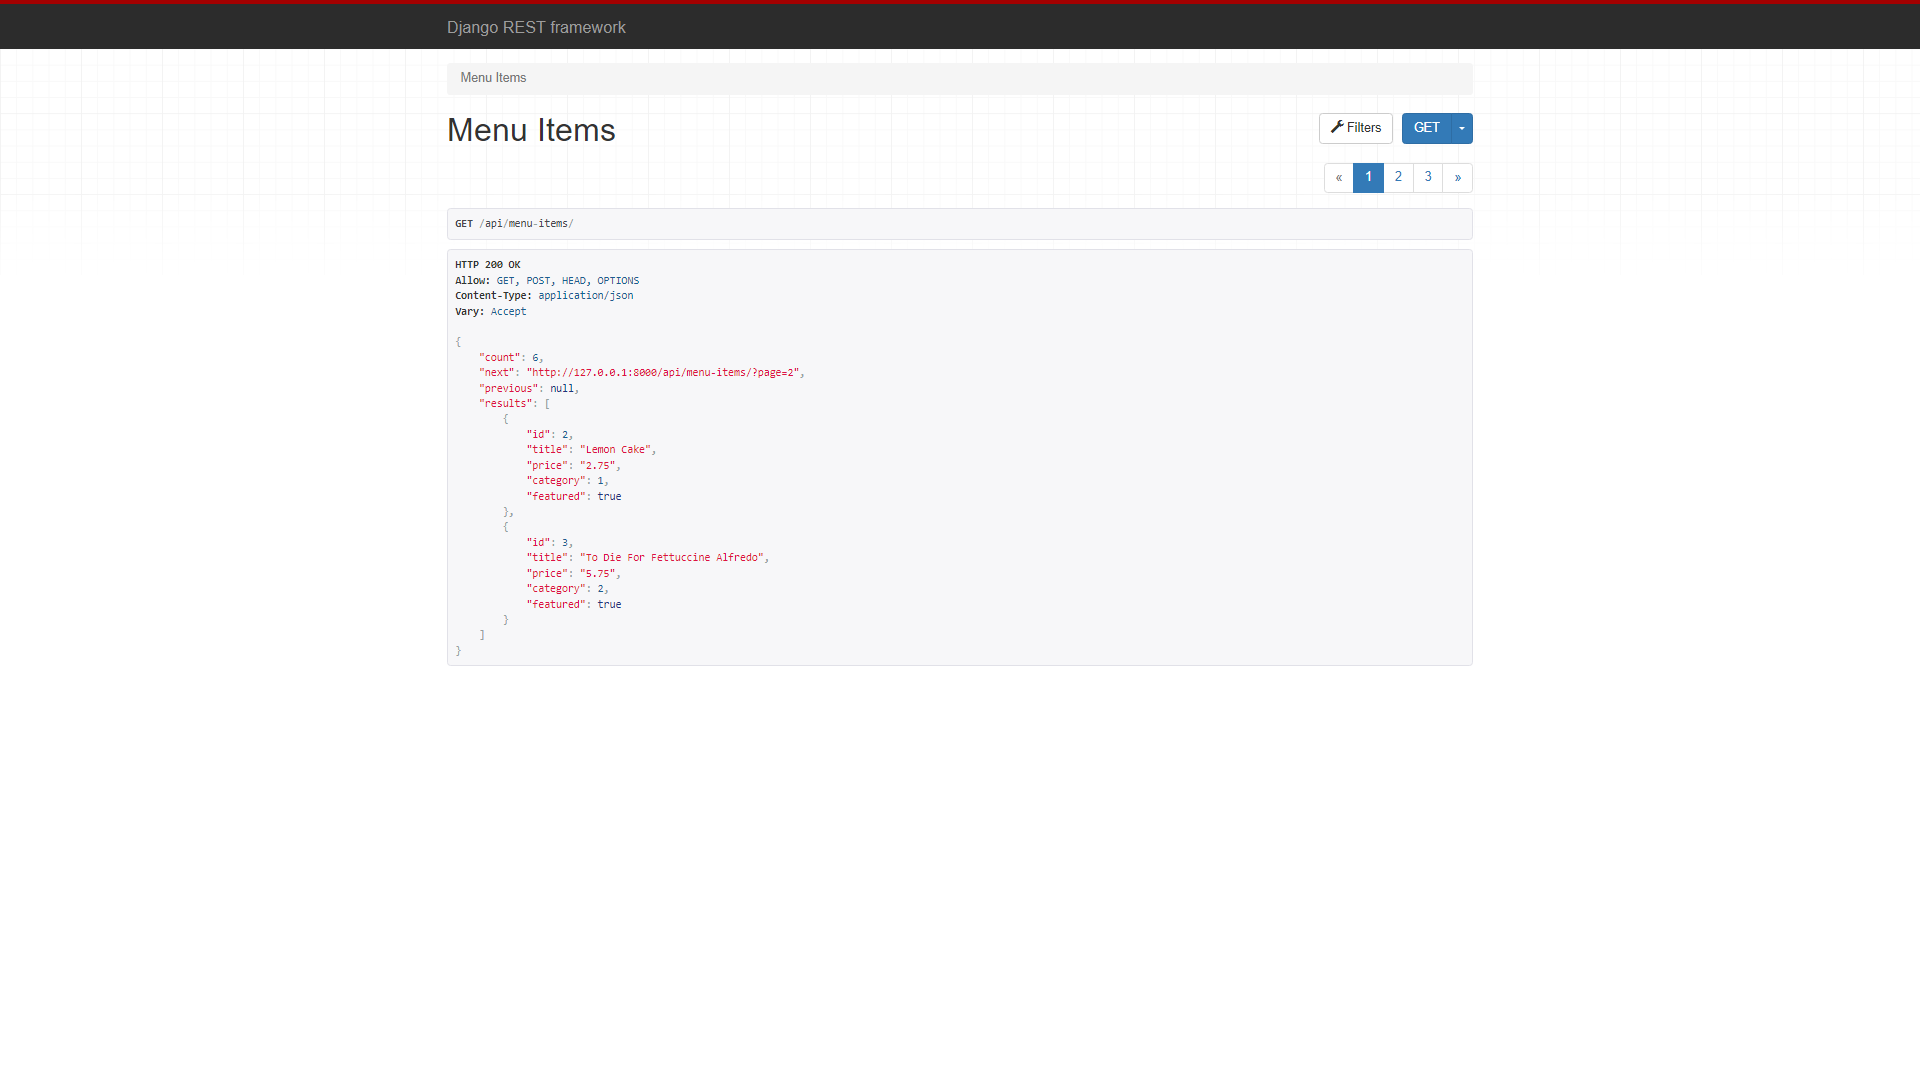 Django REST framework
Menu Items
Menu Items
Filters
GET
« 1 2 3 »
GET /api/menu-items/
HTTP 200 OK
Allow: GET, POST, HEAD, OPTIONS
Content-Type: application/json
Vary: Accept
{
    "count": 6,
    "next": "http://127.0.0.1:8000/api/menu-items/?page=2",
    "previous": null,
    "results": [
        {
            "id": 2,
            "title": "Lemon Cake",
            "price": "2.75",
            "category": 1,
            "featured": true
        },
        {
            "id": 3,
            "title": "To Die For Fettuccine Alfredo",
            "price": "5.75",
            "category": 2,
            "featured": true
        }
    ]
}